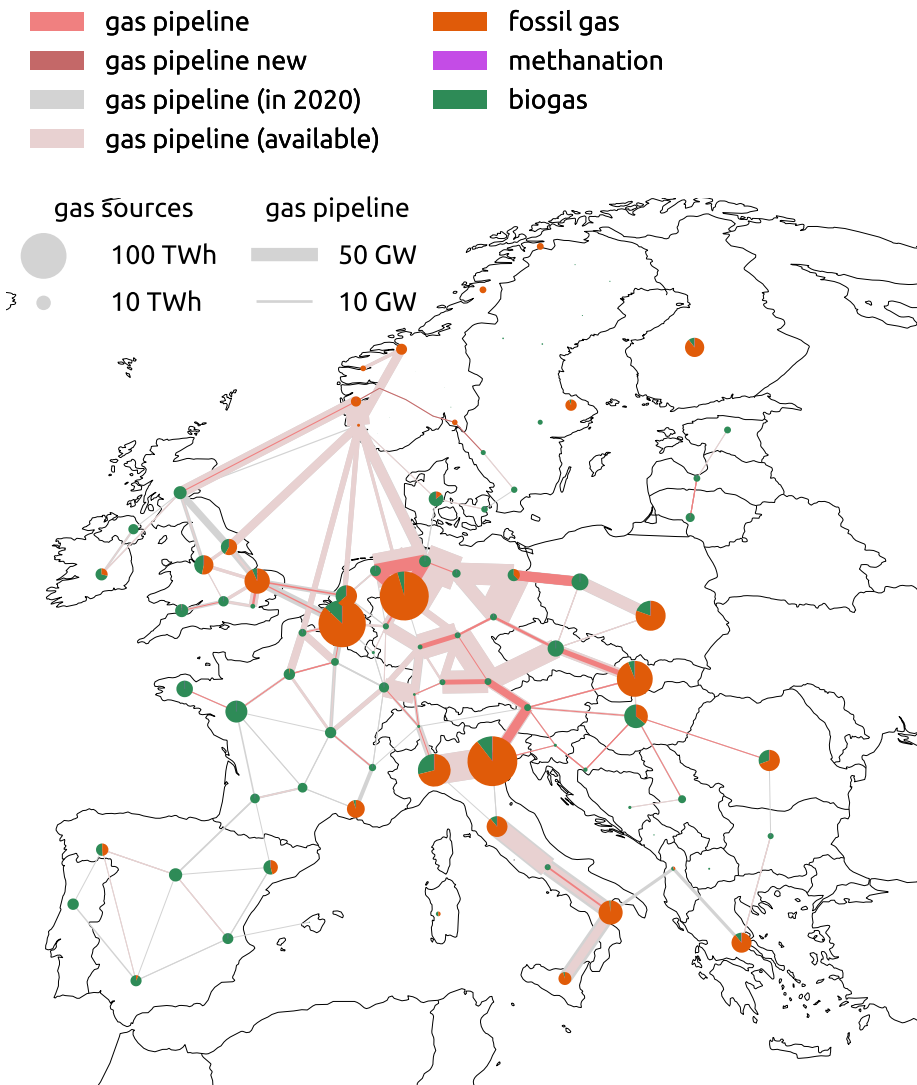 gas pipeline
gas pipeline new
gas pipeline (in 2020)
gas pipeline (available)
fossil gas
methanation
biogas
gas sources
100 TWh
10 TWh
gas pipeline
50 GW
10 GW